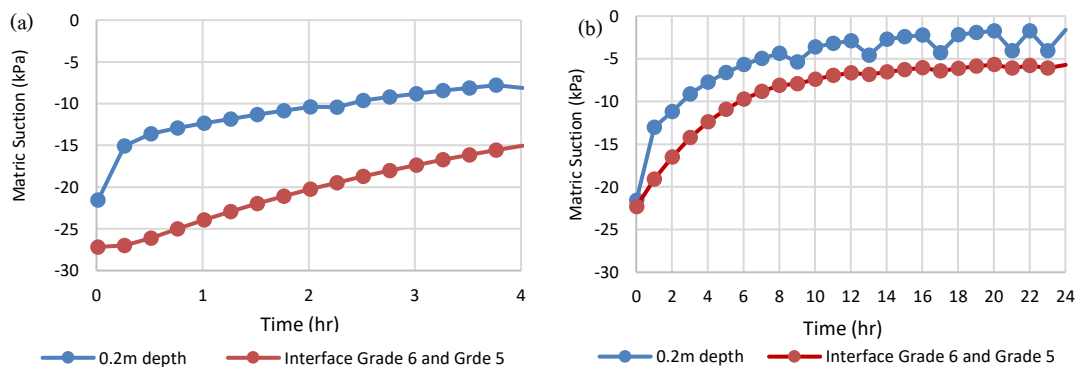 (a)
Matric Suction (kPa)
0
-5
-10
-15
-20
-25
-30
0 1 2 3 4
Time (hr)
0.2m depth Interface Grade 6 and Grde 5
(b)
Matric Suction (kPa)
0
-5
-10
-15
-20
-25
-30
0 2 4 6 8 10 12 14 16 18 20 22 24
Time (hr)
0.2m depth Interface Grade 6 and Grade 5